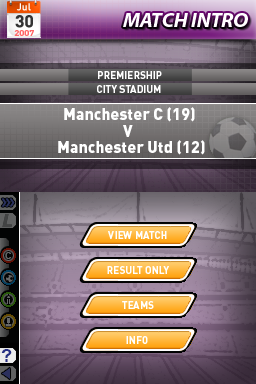 Jul
30
2007
MATCH INTRO
PREMIERSHIP
CITY STADIUM
Manchester C (19)
V
Manchester Utd (12)
VIEW MATCH
RESULT ONLY
TEAMS
INFO
?